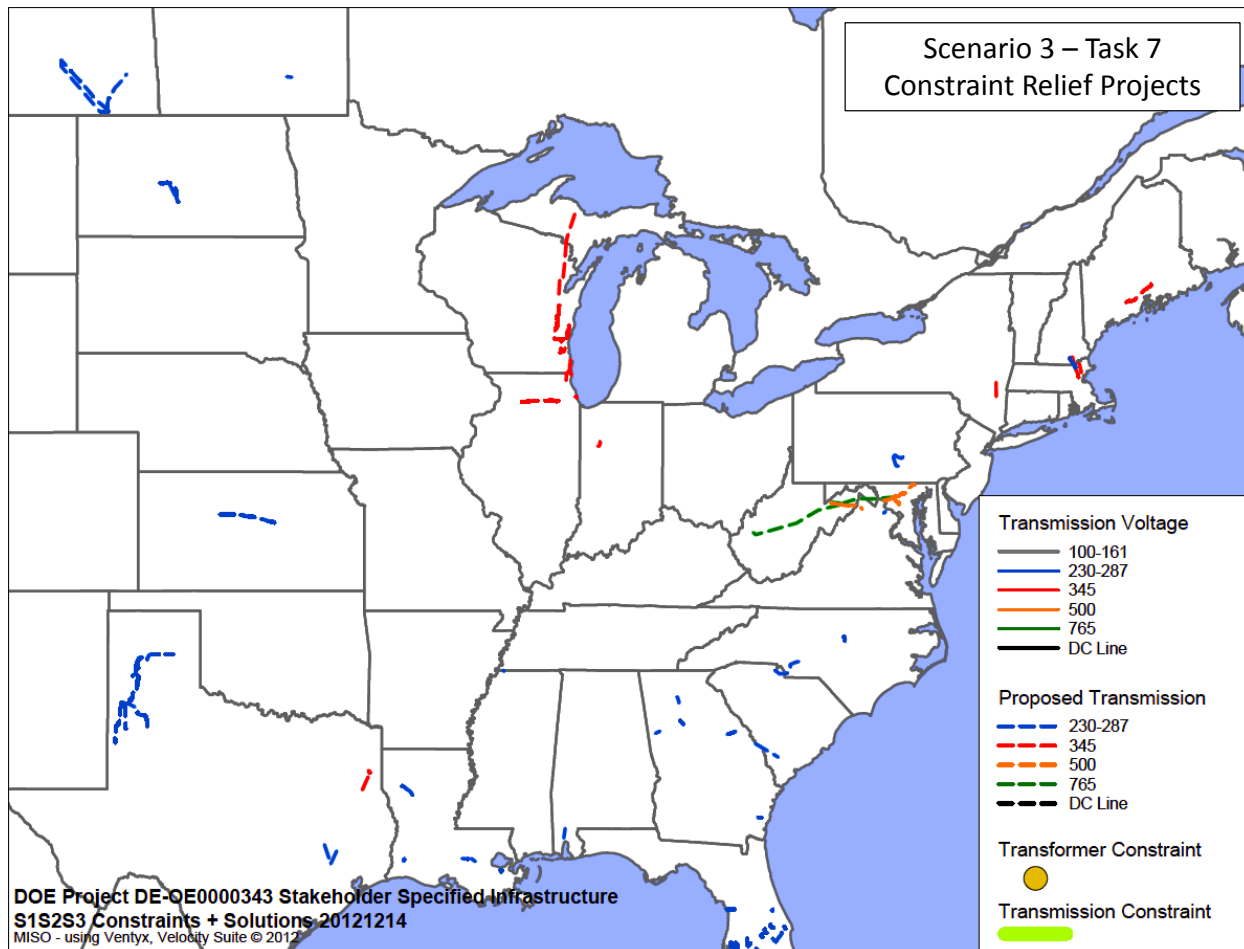 Scenario 3 – Task 7
Constraint Relief Projects
Transmission Voltage
100-161
230-287
345
500
765
DC Line
Proposed Transmission
230-287
345
500
765
DC Line
Transformer Constraint
Transmission Constraint
DOE Project DE-OE0000343 Stakeholder Specified Infrastructure
S1S2S3 Constraints + Solutions 20121214
MISO - using Ventyx, Velocity Suite © 2012